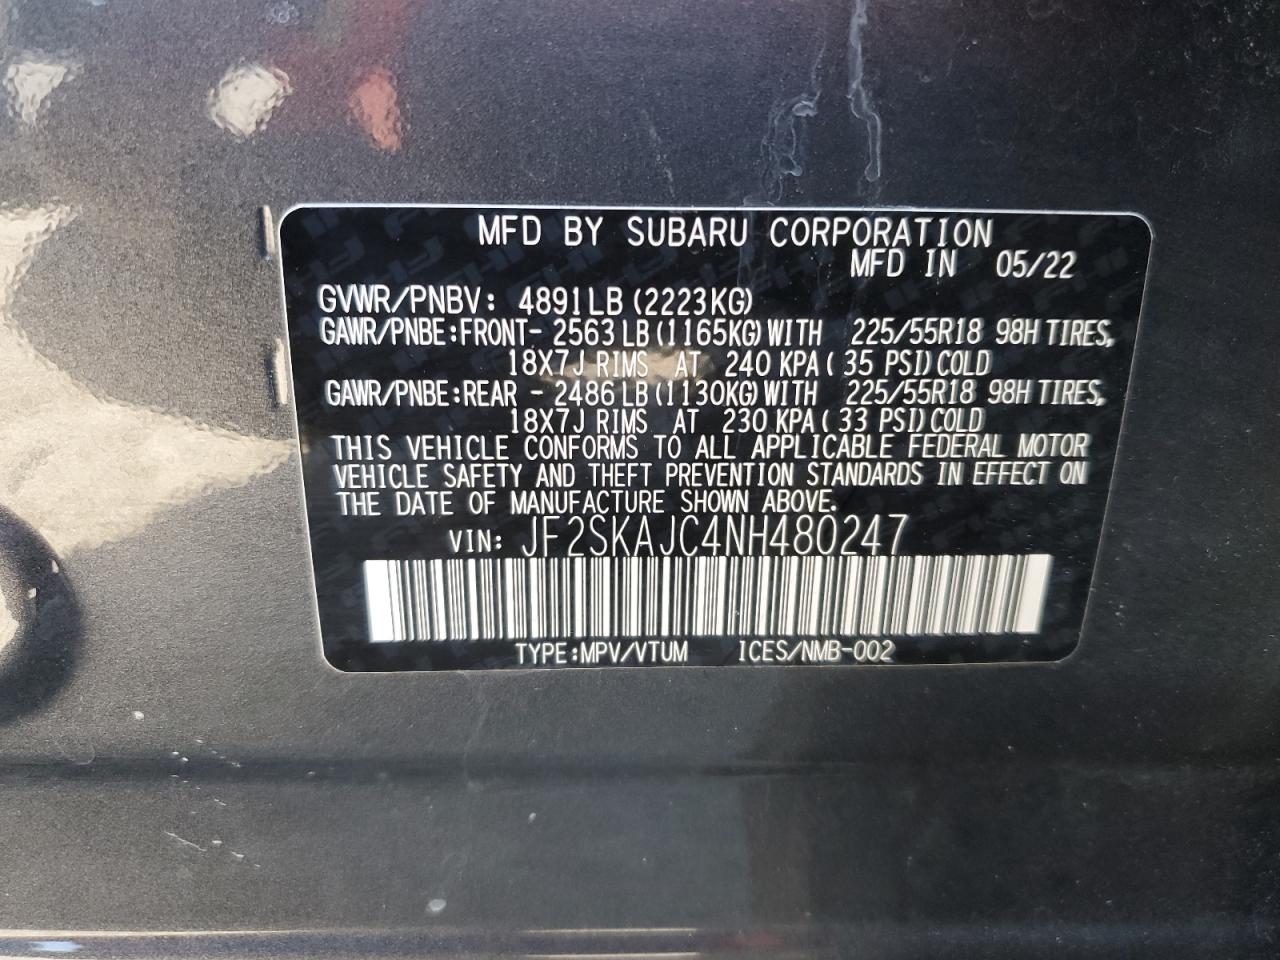 MFD BY SUBARU CORPORATION
MFD IN 05/22
GVWR/PNBV: 4891LB (2223KG)
GAWR/PNBE:FRONT- 2563 LB (1165KG) WITH 225/55R18 98H TIRES,
18X7J RIMS AT 240 KPA ( 35 PSI) COLD
GAWR/PNBE:REAR - 2486 LB (1130KG) WITH 225/55R18 98H TIRES,
18X7J RIMS AT 230 KPA ( 33 PSI) COLD
THIS VEHICLE CONFORMS TO ALL APPLICABLE FEDERAL MOTOR
VEHICLE SAFETY AND THEFT PREVENTION STANDARDS IN EFFECT ON
THE DATE OF MANUFACTURE SHOWN ABOVE.
VIN: JF2SKAJC4NH480247
TYPE:MPV/VTUM ICES/NMB-002